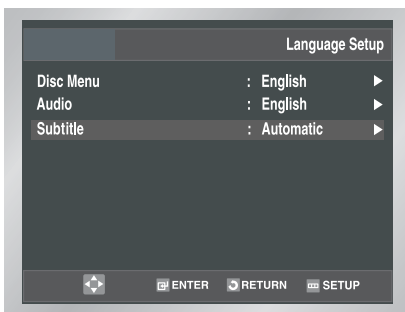 Language Setup
Disc Menu : English ►
Audio : English ►
Subtitle : Automatic ►
ENTER RETURN SETUP